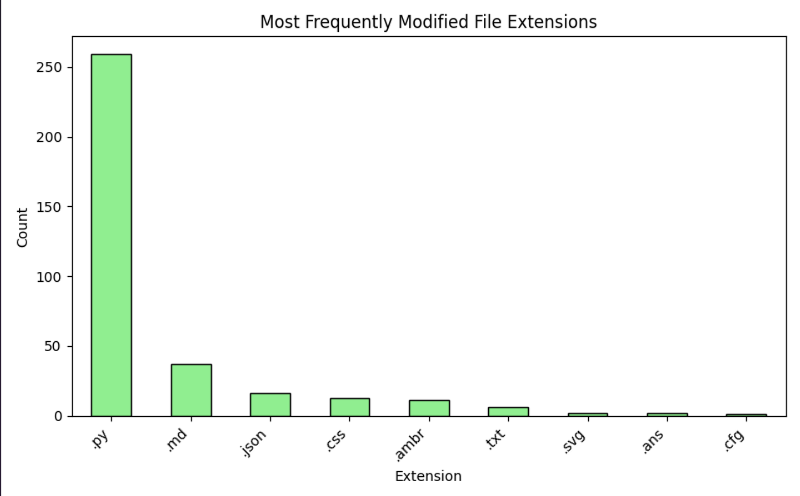 Most Frequently Modified File Extensions
250
200
150
100
50
0
Count
.py
.md
.json
.css
.ambr
.txt
.svg
.ans
.cfg
Extension